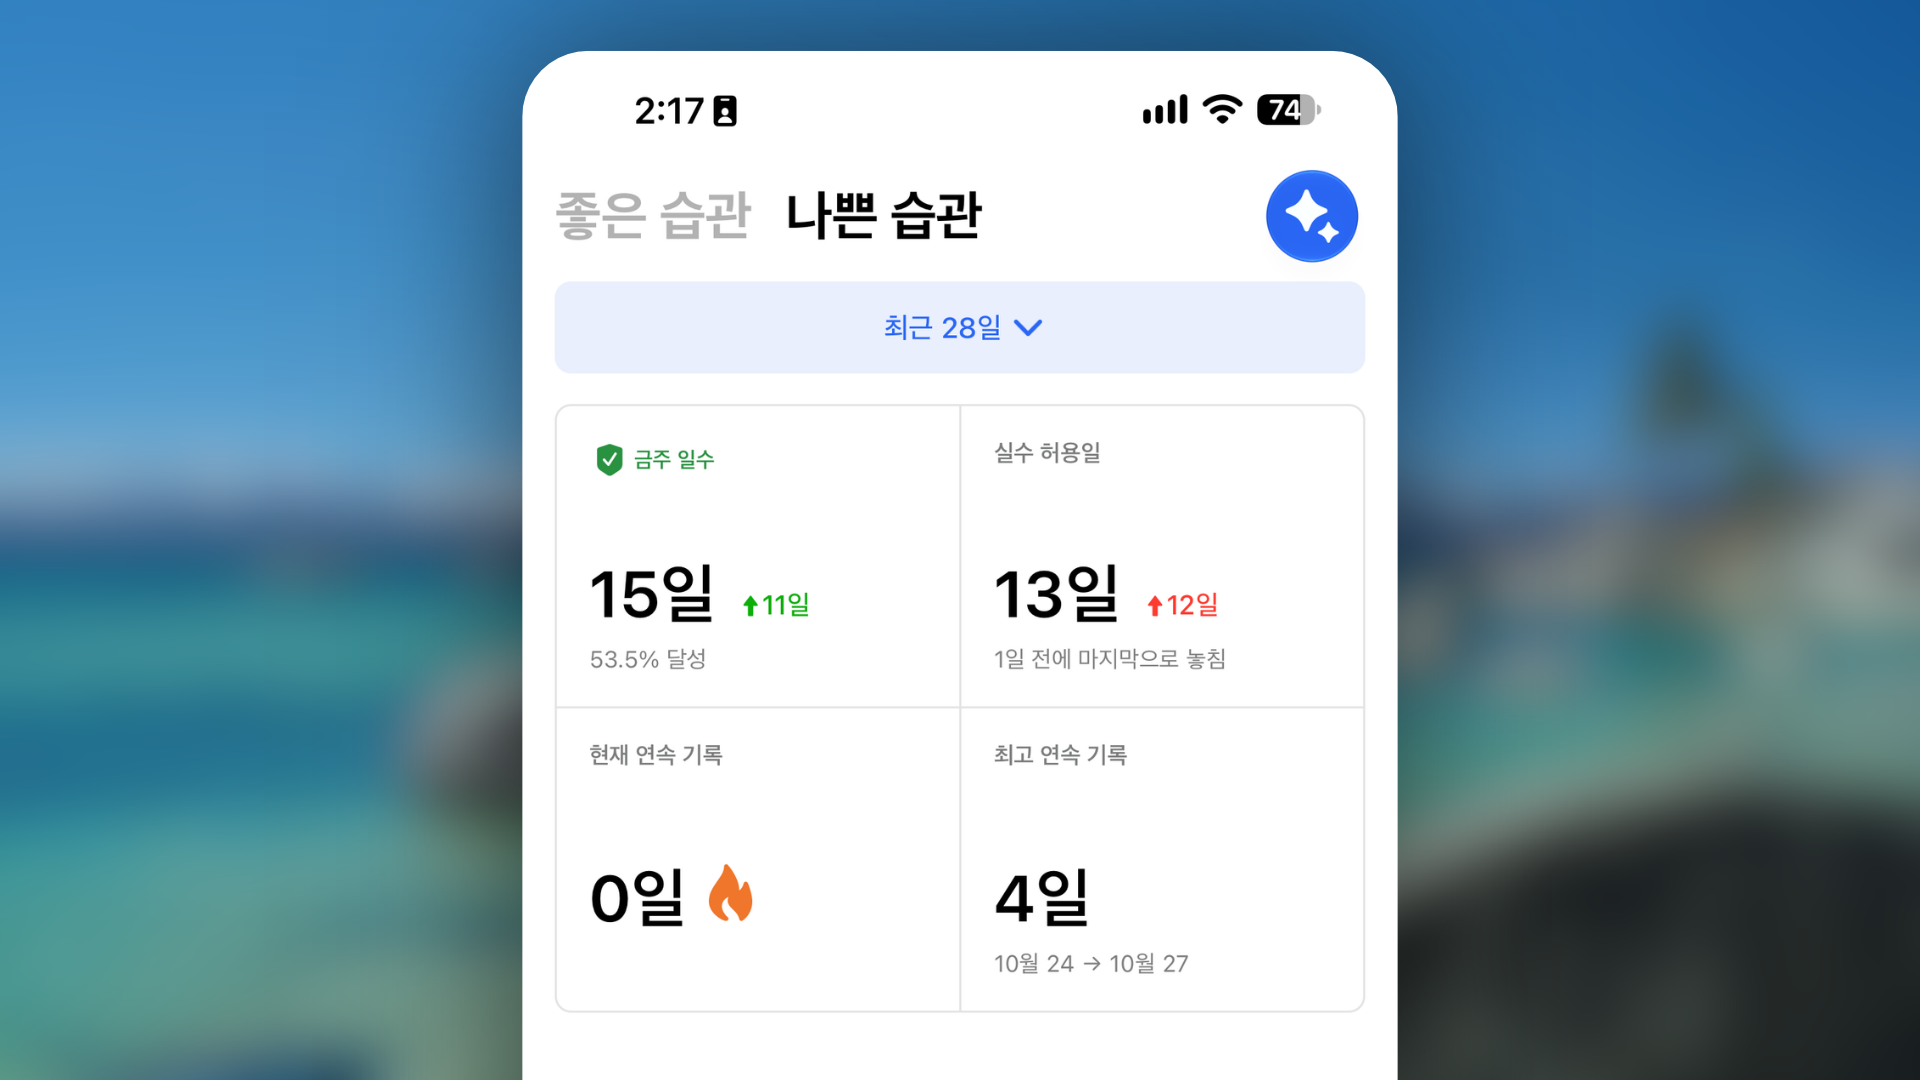 2:17
74
좋은 습관 나쁜 습관
최근 28일
금주 일수
15일 11일
53.5% 달성
실수 허용일
13일 12일
1일 전에 마지막으로 놓침
현재 연속 기록
0일
최고 연속 기록
4일
10월 24 → 10월 27